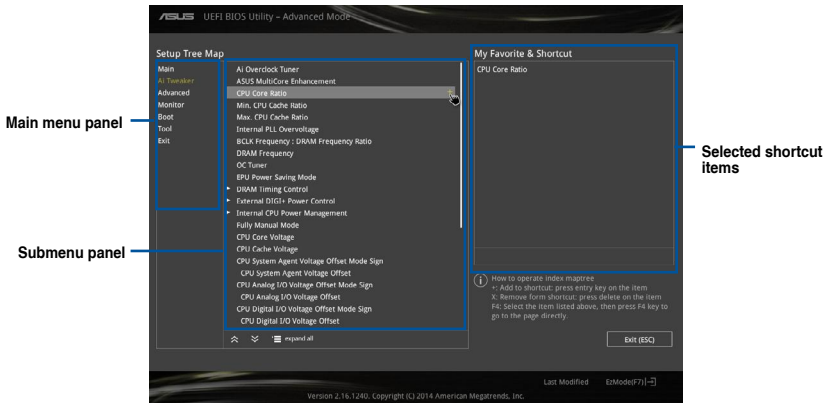 ASUS UEFI BIOS Utility – Advanced Mode
Setup Tree Map
Main
Ai Tweaker
Advanced
Monitor
Boot
Tool
Exit
Ai Overclock Tuner
ASUS MultiCore Enhancement
CPU Core Ratio
Min. CPU Cache Ratio
Max. CPU Cache Ratio
Internal PLL Overvoltage
BCLK Frequency : DRAM Frequency Ratio
DRAM Frequency
OC Tuner
EPU Power Saving Mode
DRAM Timing Control
External DIGI+ Power Control
Internal CPU Power Management
Fully Manual Mode
CPU Core Voltage
CPU Cache Voltage
CPU System Agent Voltage Offset Mode Sign
CPU System Agent Voltage Offset
CPU Analog I/O Voltage Offset Mode Sign
CPU Analog I/O Voltage Offset
CPU Digital I/O Voltage Offset Mode Sign
CPU Digital I/O Voltage Offset
expand all
My Favorite & Shortcut
CPU Core Ratio
How to operate index maptree
+: Add to shortcut: press entry key on the item
X: Remove form shortcut: press delete on the item
F4: Select the item listed above, then press F4 key to
go to the page directly.
Exit (ESC)
Last Modified
EzMode(F7)
Version 2.16.1240. Copyright (C) 2014 American Megatrends, Inc.
Main menu panel
Submenu panel
Selected shortcut
items